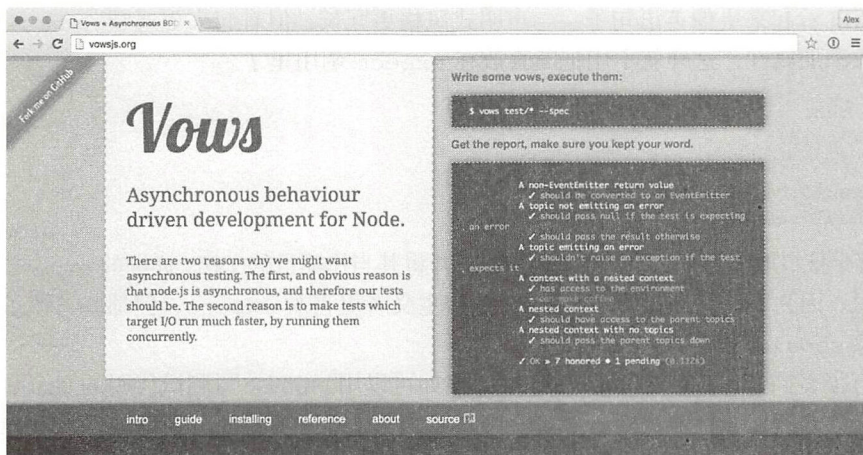 Vows « Asynchronous BDD
Alex
vowsjs.org
Fork me on GitHub
Vows
Asynchronous behaviour
driven development for Node.
There are two reasons why we might want
asynchronous testing. The first, and obvious reason is
that node.js is asynchronous, and therefore our tests
should be. The second reason is to make tests which
target I/O run much faster, by running them
concurrently.
Write some vows, execute them:
$ vows test/* --spec
Get the report, make sure you kept your word.
A non-EventEmitter return value
✓ should be converted to an EventEmitter
A topic not emitting an error
✓ should pass null if the test is expecting
an error
✓ should pass the result otherwise
A topic emitting an error
✓ shouldn't raise an exception if the test
expects it
A context with a nested context
✓ has access to the environment
- can make coffee
A nested context
✓ should have access to the parent topics
A nested context with no topics
✓ should pass the parent topics down
✓ OK » 7 honored • 1 pending
intro guide installing reference about source